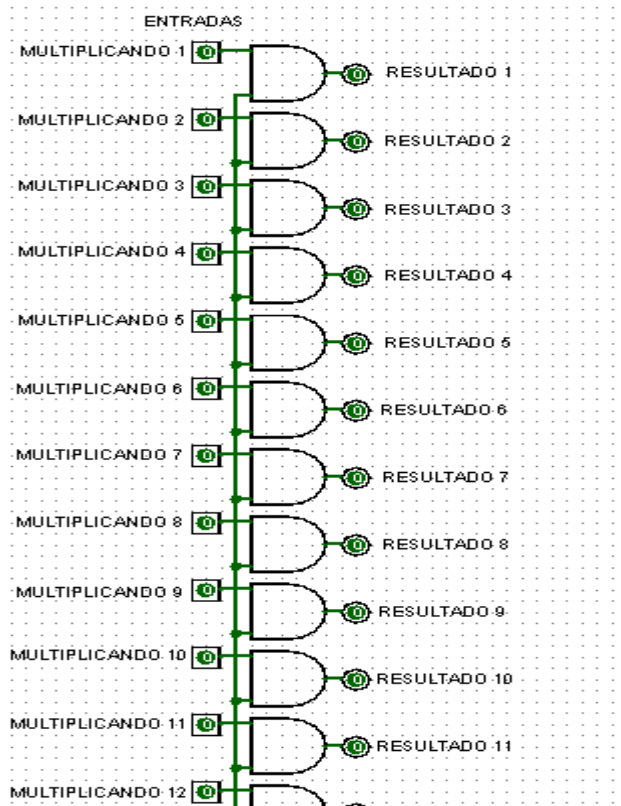 ENTRADAS
MULTIPLICANDO 1 0 0 RESULTADO 1
MULTIPLICANDO 2 0 0 RESULTADO 2
MULTIPLICANDO 3 0 0 RESULTADO 3
MULTIPLICANDO 4 0 0 RESULTADO 4
MULTIPLICANDO 5 0 0 RESULTADO 5
MULTIPLICANDO 6 0 0 RESULTADO 6
MULTIPLICANDO 7 0 0 RESULTADO 7
MULTIPLICANDO 8 0 0 RESULTADO 8
MULTIPLICANDO 9 0 0 RESULTADO 9
MULTIPLICANDO 10 0 0 RESULTADO 10
MULTIPLICANDO 11 0 0 RESULTADO 11
MULTIPLICANDO 12 0